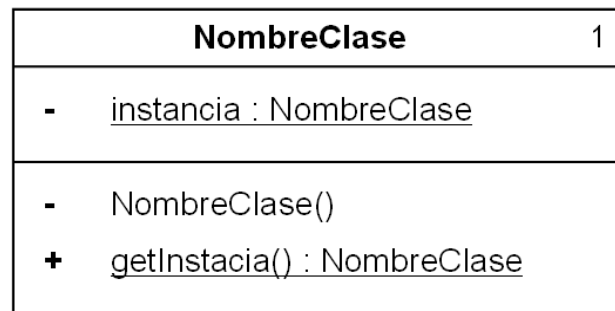 NombreClase 1
- instancia : NombreClase
- NombreClase()
+ getInstacia() : NombreClase